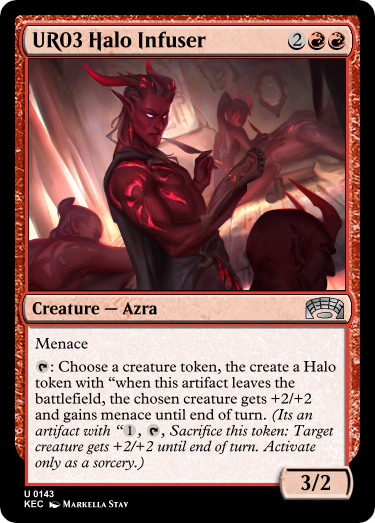 UR03 Halo Infuser 2
Creature — Azra
Menace
: Choose a creature token, the create a Halo
token with “when this artifact leaves the
battlefield, the chosen creature gets +2/+2
and gains menace until end of turn. (Its an
artifact with “1, , Sacrifice this token: Target
creature gets +2/+2 until end of turn. Activate
only as a sorcery.)
3/2
U 0143
KEC Markella Stav